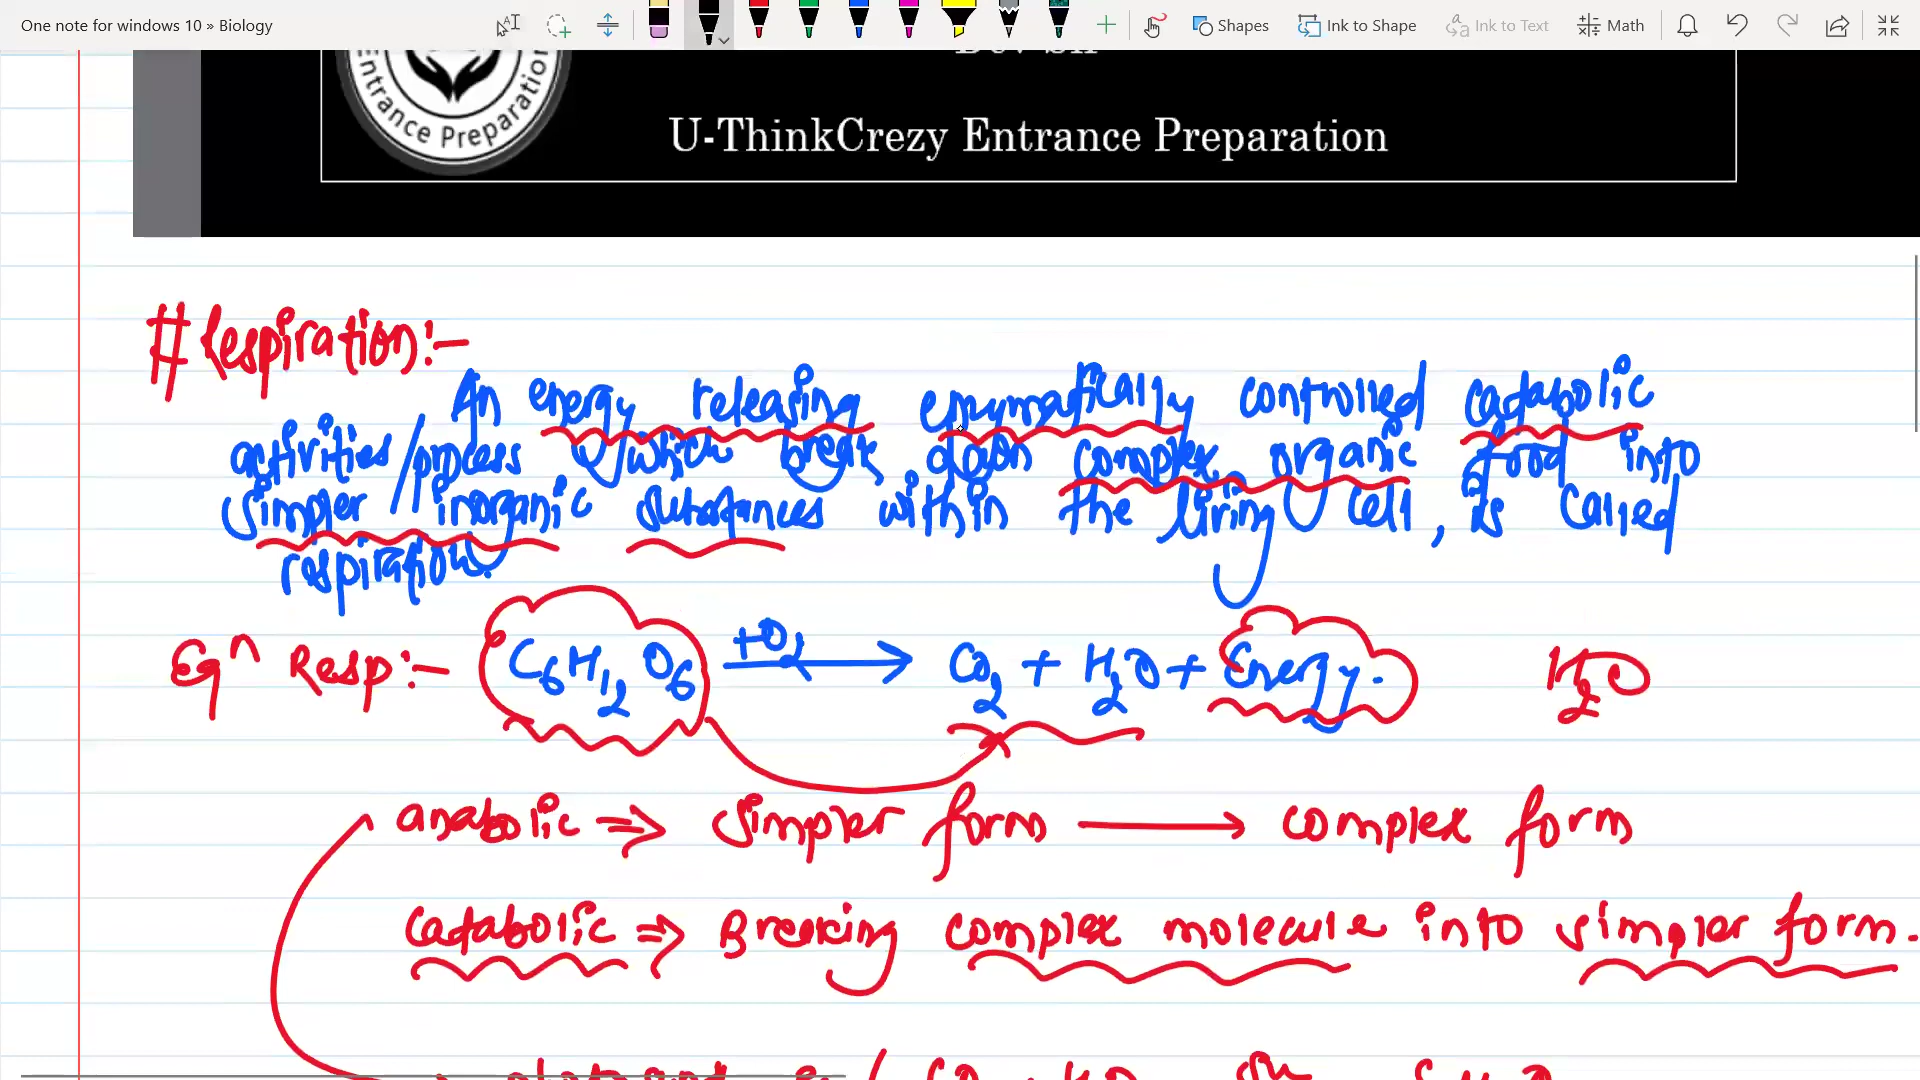 One note for windows 10 » Biology
Shapes
Ink to Shape
Ink to Text
Math
Entrance Preparation
U-ThinkCrezy Entrance Preparation
# Respiration:-
An energy releasing enzymatically controlled catabolic
activities/process which break down complex organic food into
simpler inorganic substances within the living cell, is called
respiration.
Eqⁿ Resp:- C₆H₁₂O₆ +O₂ → CO₂ + H₂O + Energy. H₂O
anabolic ⇒ simpler form → complex form
catabolic ⇒ Breaking complex molecule into simpler form.